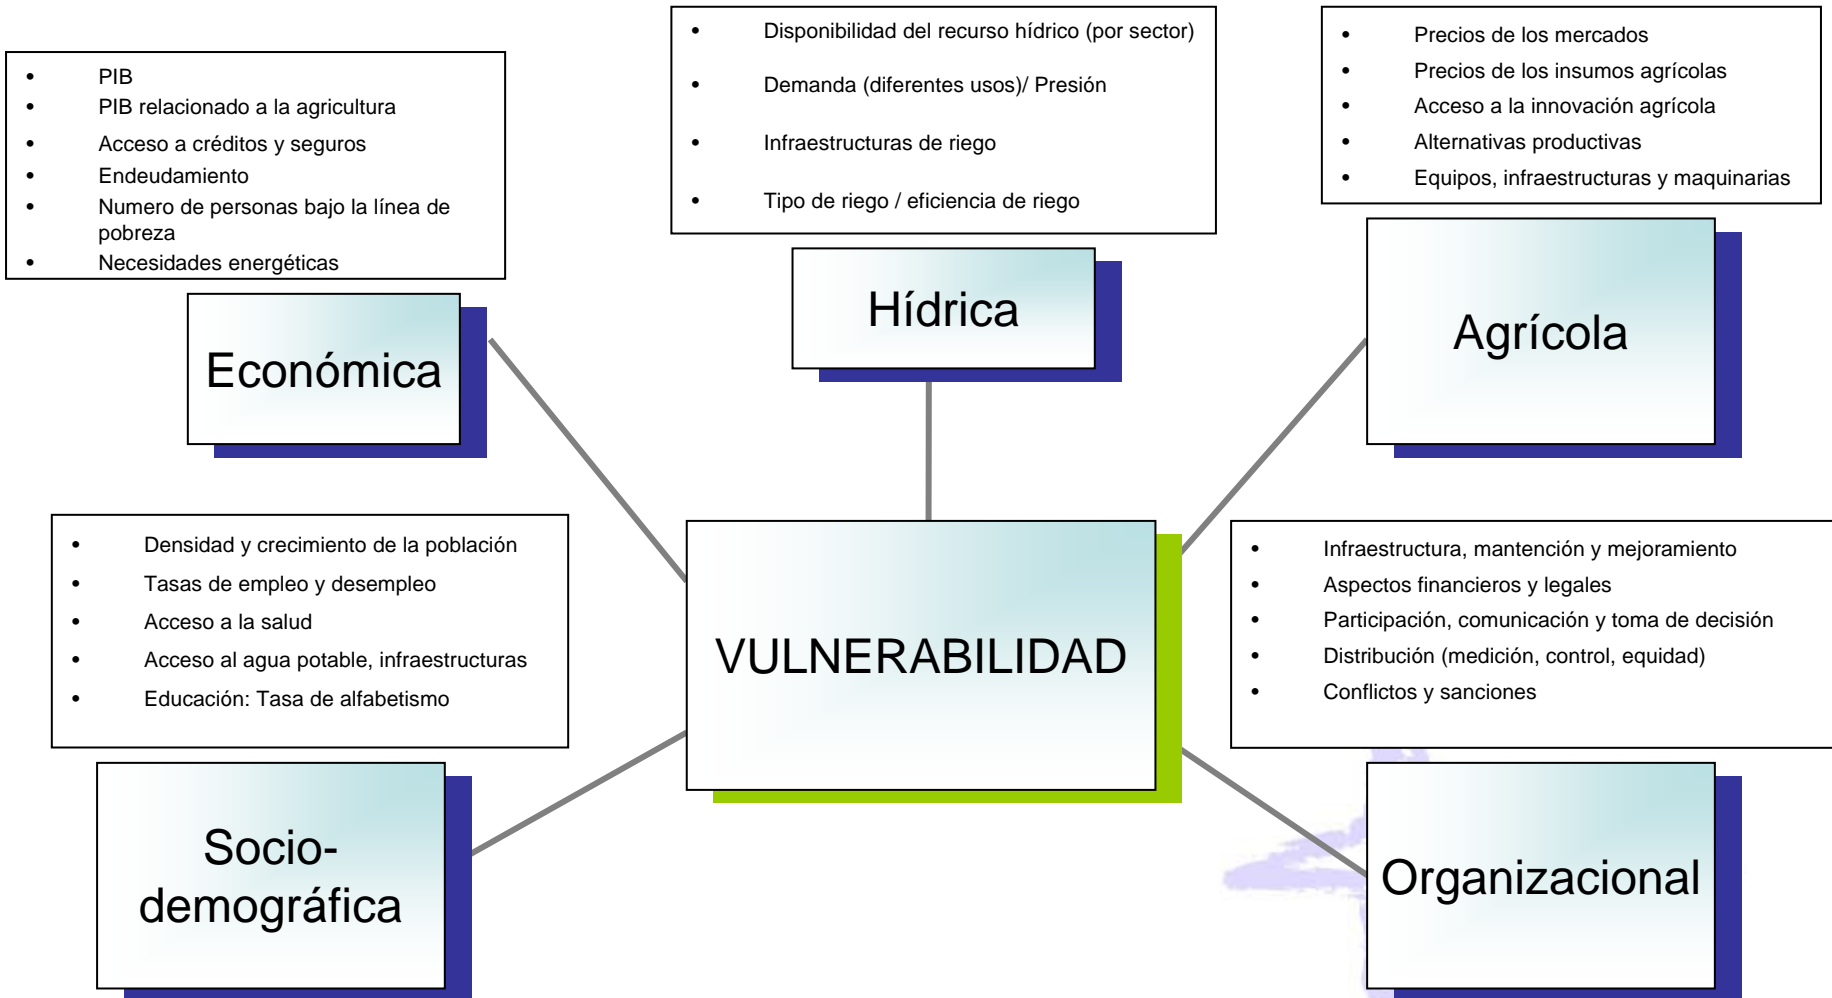 • PIB
• PIB relacionado a la agricultura
• Acceso a créditos y seguros
• Endeudamiento
• Numero de personas bajo la línea de
pobreza
• Necesidades energéticas
Económica
• Disponibilidad del recurso hídrico (por sector)
• Demanda (diferentes usos)/ Presión
• Infraestructuras de riego
• Tipo de riego / eficiencia de riego
Hídrica
• Precios de los mercados
• Precios de los insumos agrícolas
• Acceso a la innovación agrícola
• Alternativas productivas
• Equipos, infraestructuras y maquinarias
Agrícola
VULNERABILIDAD
• Densidad y crecimiento de la población
• Tasas de empleo y desempleo
• Acceso a la salud
• Acceso al agua potable, infraestructuras
• Educación: Tasa de alfabetismo
Socio-
demográfica
• Infraestructura, mantención y mejoramiento
• Aspectos financieros y legales
• Participación, comunicación y toma de decisión
• Distribución (medición, control, equidad)
• Conflictos y sanciones
Organizacional